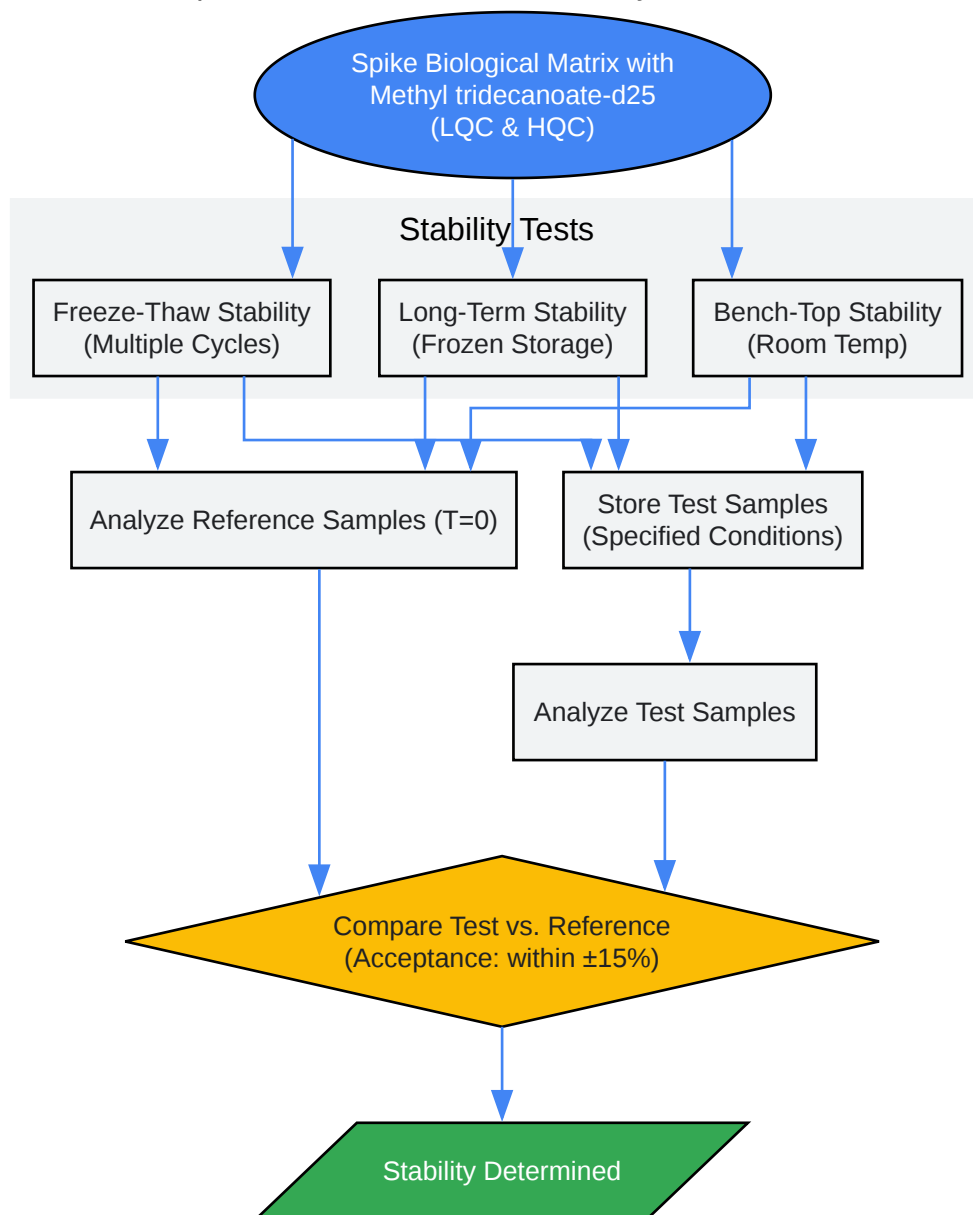 Spike Biological Matrix with
Methyl tridecanoate-d25
(LQC & HQC)
Stability Tests
Freeze-Thaw Stability
(Multiple Cycles)
Long-Term Stability
(Frozen Storage)
Bench-Top Stability
(Room Temp)
Analyze Reference Samples (T=0)
Store Test Samples
(Specified Conditions)
Analyze Test Samples
Compare Test vs. Reference
(Acceptance: within ±15%)
Stability Determined